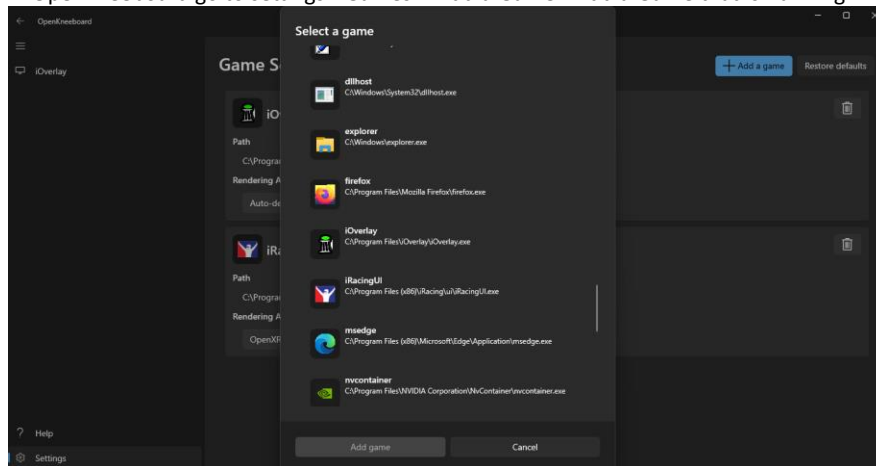 OpenKneeboard
iOverlay
Game S
+ Add a game
Restore defaults
iO
Path
C:\Progra
Rendering A
Auto-de
iRa
Path
C:\Progra
Rendering A
OpenXR
Select a game
dllhost
C:\Windows\System32\dllhost.exe
explorer
C:\Windows\explorer.exe
firefox
C:\Program Files\Mozilla Firefox\firefox.exe
iOverlay
C:\Program Files\iOverlay\iOverlay.exe
iRacingUI
C:\Program Files (x86)\iRacing\ui\iRacingUI.exe
msedge
C:\Program Files (x86)\Microsoft\Edge\Application\msedge.exe
nvcontainer
C:\Program Files\NVIDIA Corporation\NvContainer\nvcontainer.exe
Add game
Cancel
Help
Settings